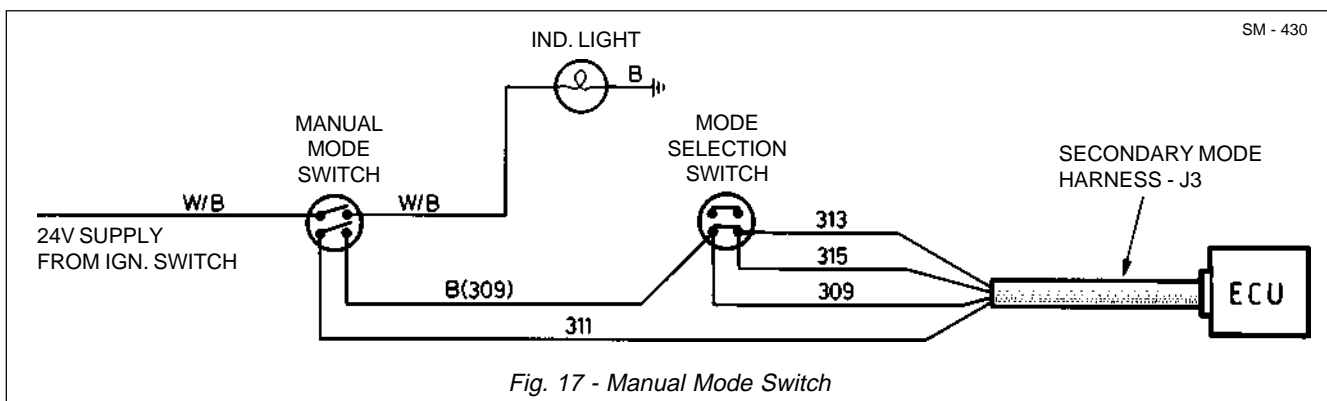 SM - 430
IND. LIGHT
B
MANUAL
MODE
SWITCH
MODE
SELECTION
SWITCH
SECONDARY MODE
HARNESS - J3
W/B
W/B
24V SUPPLY
FROM IGN. SWITCH
313
315
309
B(309)
311
ECU
Fig. 17 - Manual Mode Switch